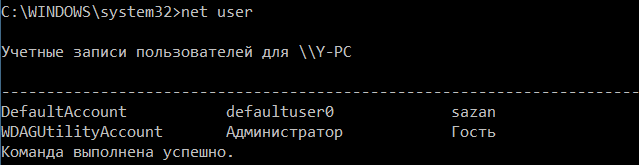 C:\WINDOWS\system32>net user
Учетные записи пользователей для \\Y-PC
-------------------------------------------------------------------------------
DefaultAccount defaultuser0 sazan
WDAGUtilityAccount Администратор Гость
Команда выполнена успешно.